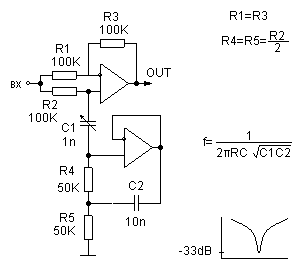 R3
100K
R1
100K
BX
OUT
R2
100K
C1
1n
R4
50K
C2
10n
R5
50K
R1=R3
R4=R5=R2/2
f= 1/2πRC √C1C2
-33dB